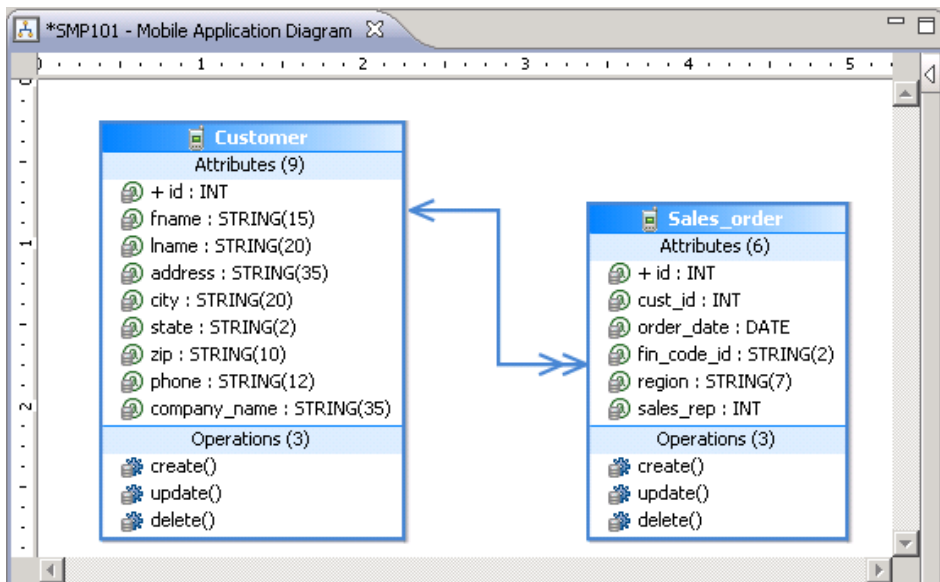 *SMP101 - Mobile Application Diagram
0 1 2 3 4 5
0
1
2
Customer
Attributes (9)
+ id : INT
fname : STRING(15)
lname : STRING(20)
address : STRING(35)
city : STRING(20)
state : STRING(2)
zip : STRING(10)
phone : STRING(12)
company_name : STRING(35)
Operations (3)
create()
update()
delete()
Sales_order
Attributes (6)
+ id : INT
cust_id : INT
order_date : DATE
fin_code_id : STRING(2)
region : STRING(7)
sales_rep : INT
Operations (3)
create()
update()
delete()